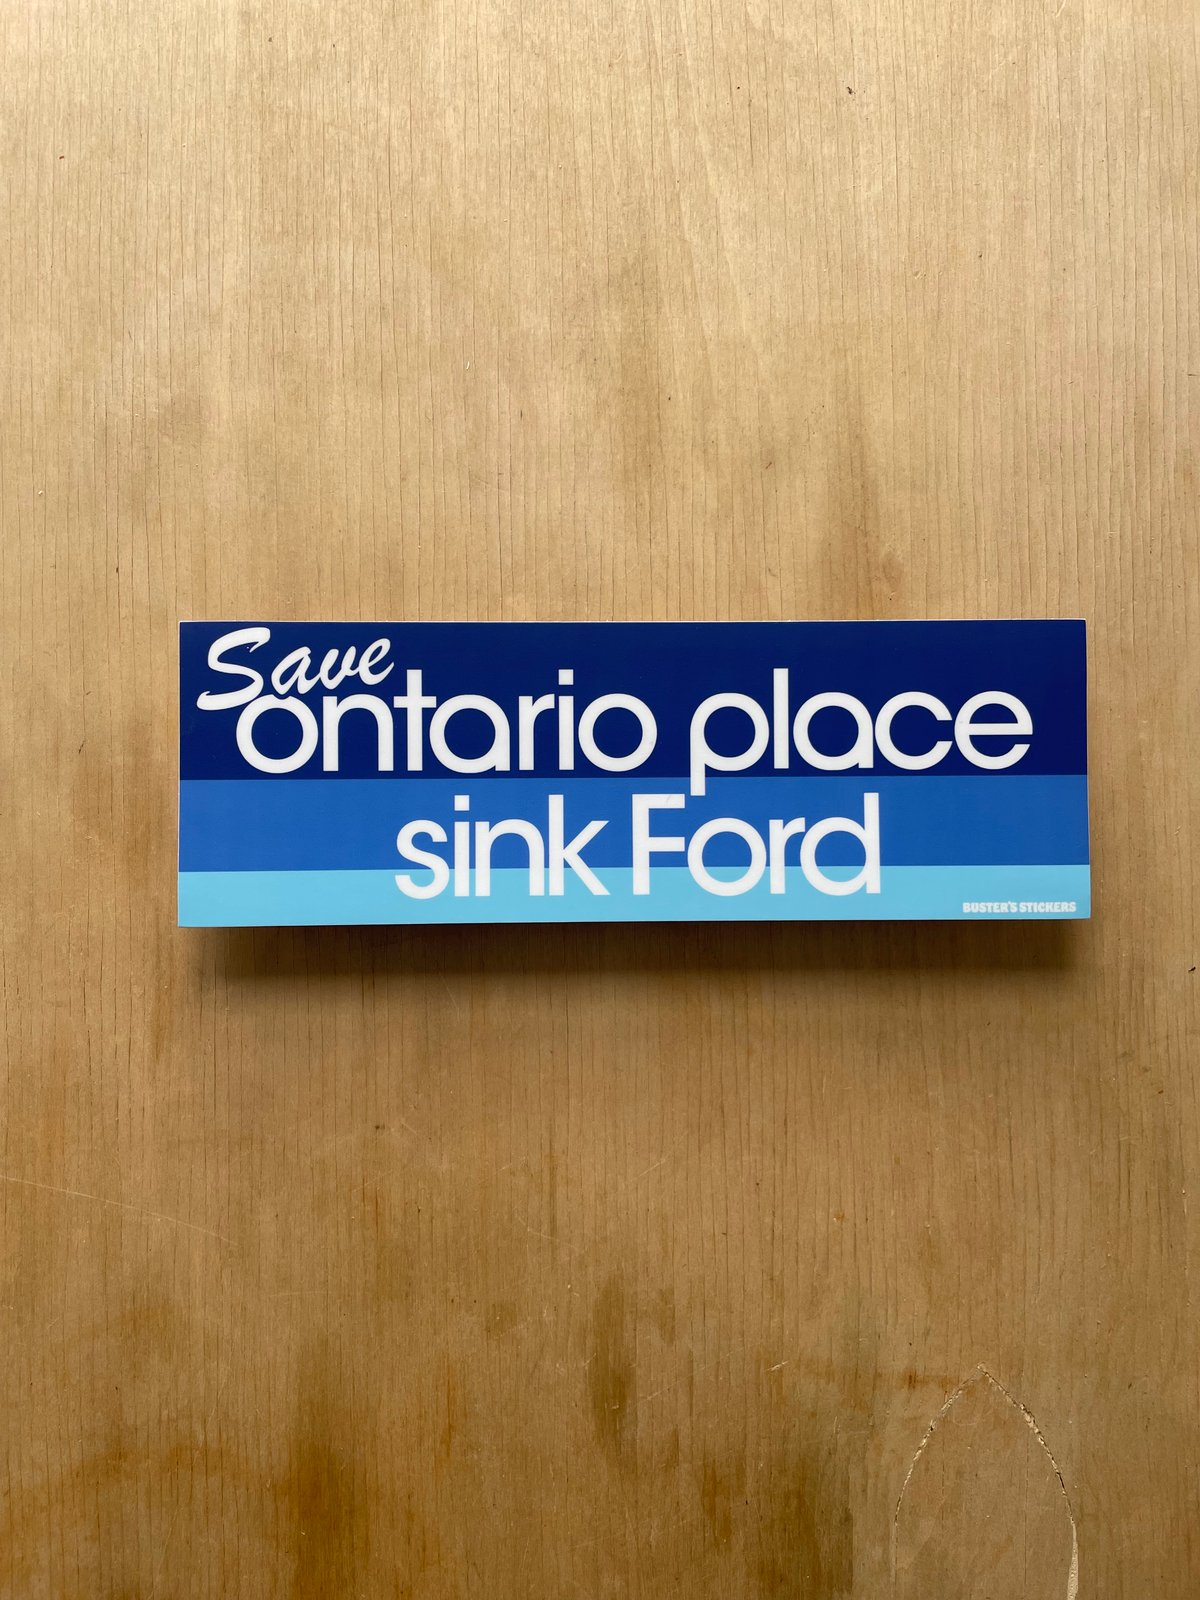 Save
ontario place
sink Ford
BUSTER'S STICKERS